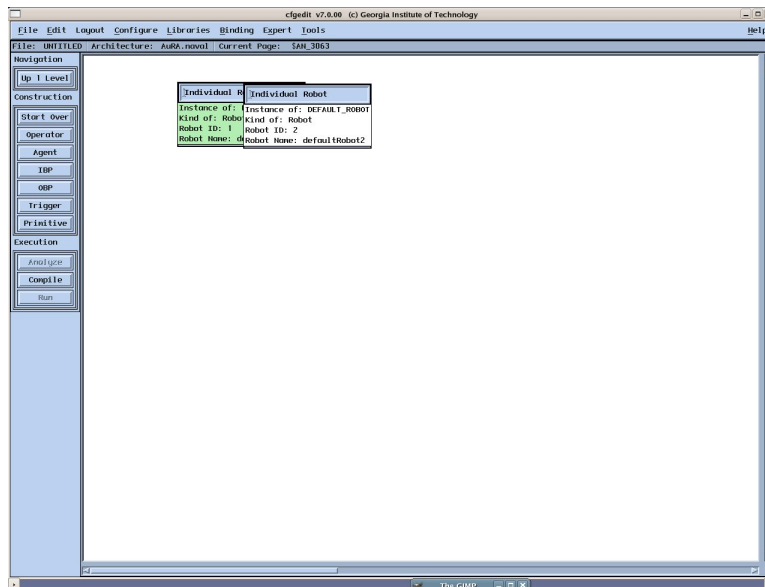 cfgedit v7.0.00 (c) Georgia Institute of Technology
File Edit Layout Configure Libraries Binding Expert Tools Help
File: UNTITLED Architecture: AuRA.naval Current Page: $AN_3063
Navigation
Up 1 Level
Construction
Start Over
Operator
Agent
IBP
OBP
Trigger
Primitive
Execution
Analyze
Compile
Run
Individual R
Instance of:
Kind of: Robo
Robot ID: 1
Robot Name: de
Individual Robot
Instance of: DEFAULT_ROBOT
Kind of: Robot
Robot ID: 2
Robot Name: defaultRobot2
The GIMP